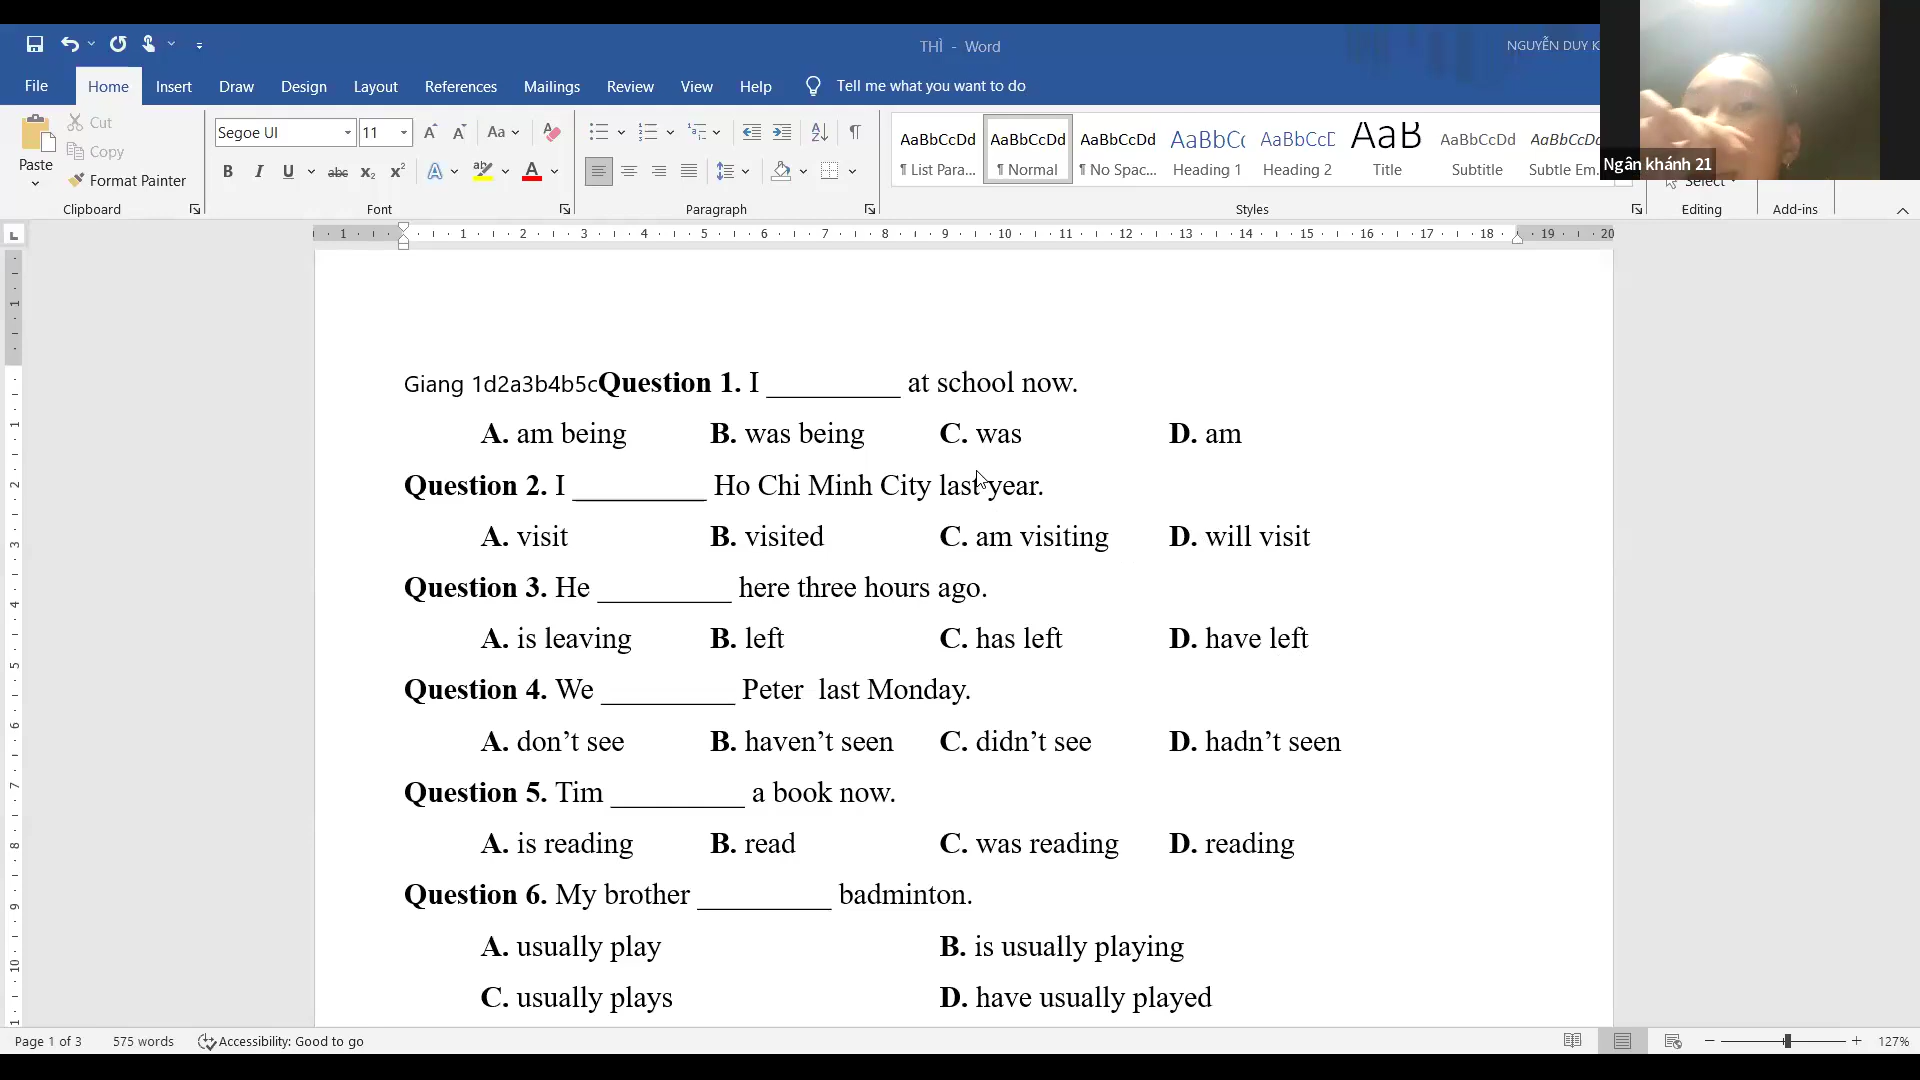 THÌ - Word
NGUYỄN DUY K
File Home Insert Draw Design Layout References Mailings Review View Help Tell me what you want to do
Paste
Cut
Copy
Format Painter
Clipboard
Segoe UI 11
Font
Paragraph
AaBbCcDd AaBbCcDd AaBbCcDd AaBbCc AaBbCcD AaB AaBbCcDd AaBbCcDd
¶ List Para... ¶ Normal ¶ No Spac... Heading 1 Heading 2 Title Subtitle Subtle Em...
Styles
Select
Editing
Add-ins
Ngân khánh 21
Giang 1d2a3b4b5cQuestion 1. I _________ at school now.
A. am being B. was being C. was D. am
Question 2. I _________ Ho Chi Minh City last year.
A. visit B. visited C. am visiting D. will visit
Question 3. He _________ here three hours ago.
A. is leaving B. left C. has left D. have left
Question 4. We _________ Peter last Monday.
A. don’t see B. haven’t seen C. didn’t see D. hadn’t seen
Question 5. Tim _________ a book now.
A. is reading B. read C. was reading D. reading
Question 6. My brother _________ badminton.
A. usually play B. is usually playing
C. usually plays D. have usually played
Page 1 of 3 575 words Accessibility: Good to go 127%